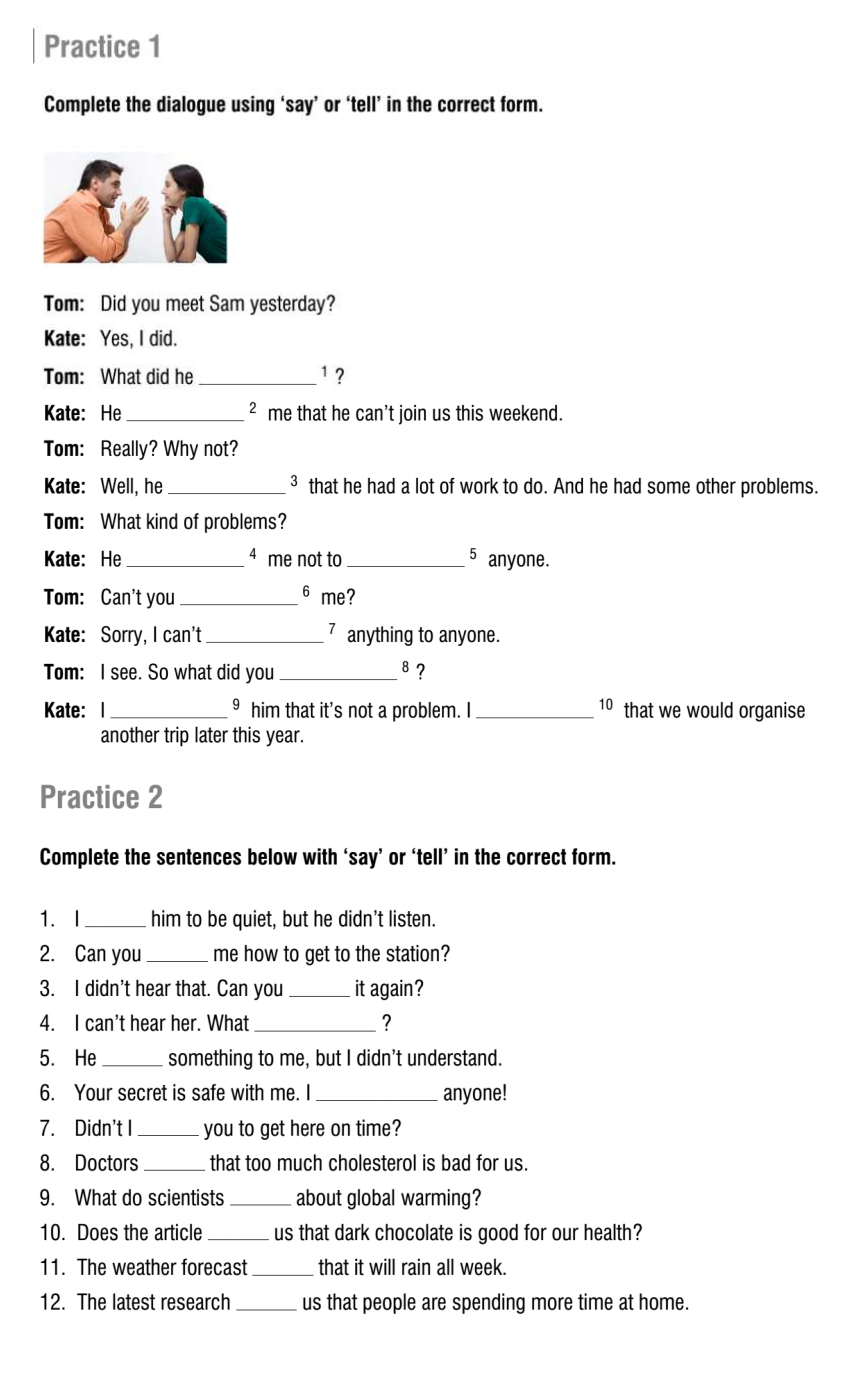 Practice 1
Complete the dialogue using ‘say’ or ‘tell’ in the correct form.
Tom: Did you meet Sam yesterday?
Kate: Yes, I did.
Tom: What did he ____________ 1 ?
Kate: He ____________ 2 me that he can’t join us this weekend.
Tom: Really? Why not?
Kate: Well, he ____________ 3 that he had a lot of work to do. And he had some other problems.
Tom: What kind of problems?
Kate: He ____________ 4 me not to ____________ 5 anyone.
Tom: Can’t you ____________ 6 me?
Kate: Sorry, I can’t ____________ 7 anything to anyone.
Tom: I see. So what did you ____________ 8 ?
Kate: I ____________ 9 him that it’s not a problem. I ____________ 10 that we would organise
another trip later this year.
Practice 2
Complete the sentences below with ‘say’ or ‘tell’ in the correct form.
1. I ______ him to be quiet, but he didn’t listen.
2. Can you ______ me how to get to the station?
3. I didn’t hear that. Can you ______ it again?
4. I can’t hear her. What ____________ ?
5. He ______ something to me, but I didn’t understand.
6. Your secret is safe with me. I ____________ anyone!
7. Didn’t I ______ you to get here on time?
8. Doctors ______ that too much cholesterol is bad for us.
9. What do scientists ______ about global warming?
10. Does the article ______ us that dark chocolate is good for our health?
11. The weather forecast ______ that it will rain all week.
12. The latest research ______ us that people are spending more time at home.